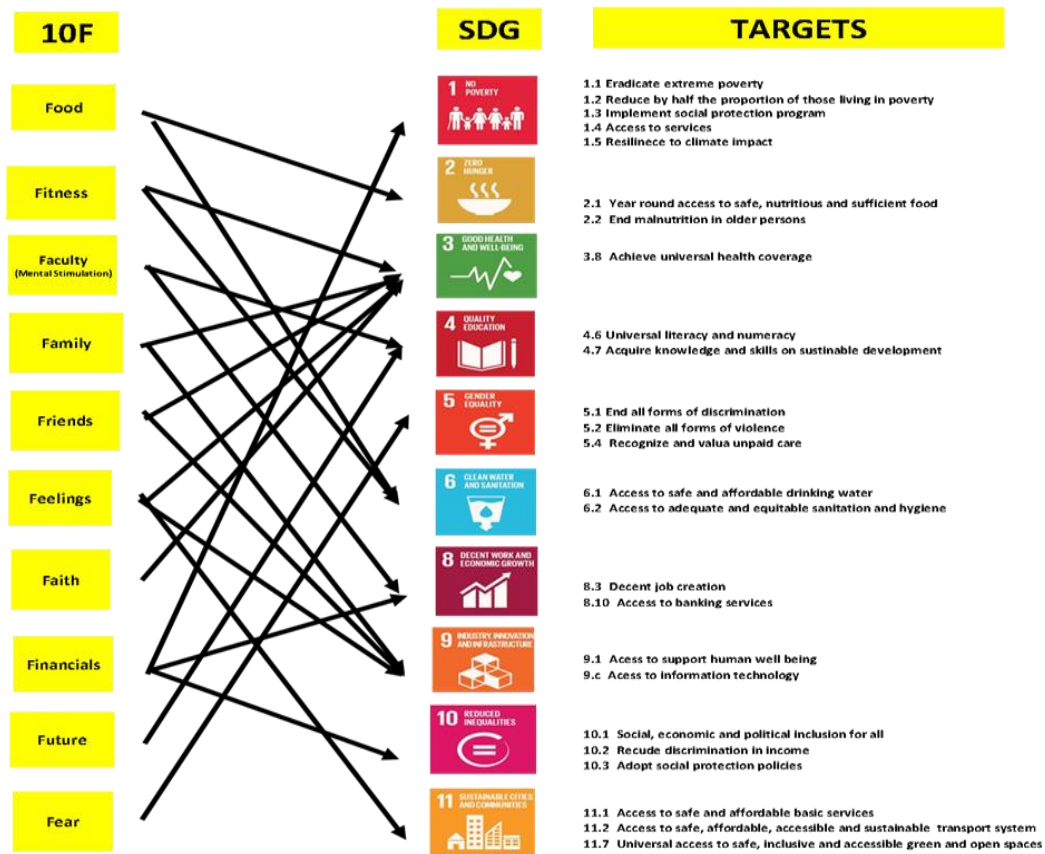 10F
SDG
TARGETS
Food
Fitness
Faculty
(Mental Stimulation)
Family
Friends
Feelings
Faith
Financials
Future
Fear
1 NO
POVERTY
2 ZERO
HUNGER
3 GOOD HEALTH
AND WELL-BEING
4 QUALITY
EDUCATION
5 GENDER
EQUALITY
6 CLEAN WATER
AND SANITATION
8 DECENT WORK AND
ECONOMIC GROWTH
9 INDUSTRY, INNOVATION
AND INFRASTRUCTURE
10 REDUCED
INEQUALITIES
11 SUSTAINABLE CITIES
AND COMMUNITIES
1.1 Eradicate extreme poverty
1.2 Reduce by half the proportion of those living in poverty
1.3 Implement social protection program
1.4 Access to services
1.5 Resilinece to climate impact
2.1 Year round access to safe, nutritious and sufficient food
2.2 End malnutrition in older persons
3.8 Achieve universal health coverage
4.6 Universal literacy and numeracy
4.7 Acquire knowledge and skills on sustinable development
5.1 End all forms of discrimination
5.2 Eliminate all forms of violence
5.4 Recognize and valua unpaid care
6.1 Access to safe and affordable drinking water
6.2 Access to adequate and equitable sanitation and hygiene
8.3 Decent job creation
8.10 Access to banking services
9.1 Acess to support human well being
9.c Acess to information technology
10.1 Social, economic and political inclusion for all
10.2 Recude discrimination in income
10.3 Adopt social protection policies
11.1 Access to safe and affordable basic services
11.2 Access to safe, affordable, accessible and sustainable transport system
11.7 Universal access to safe, inclusive and accessible green and open spaces